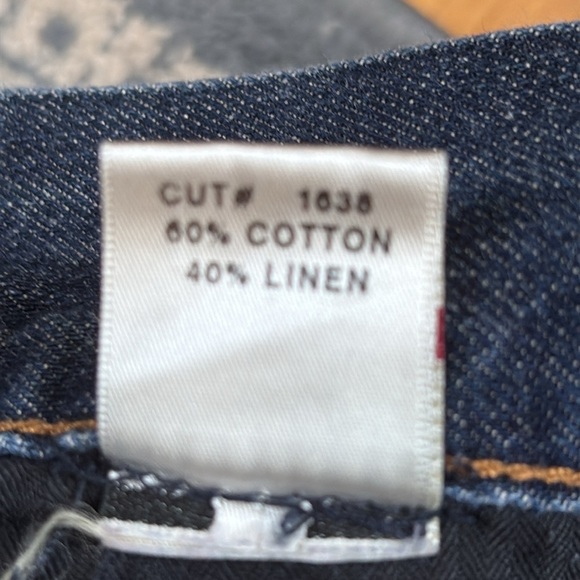 CUT# 1638
60% COTTON
40% LINEN